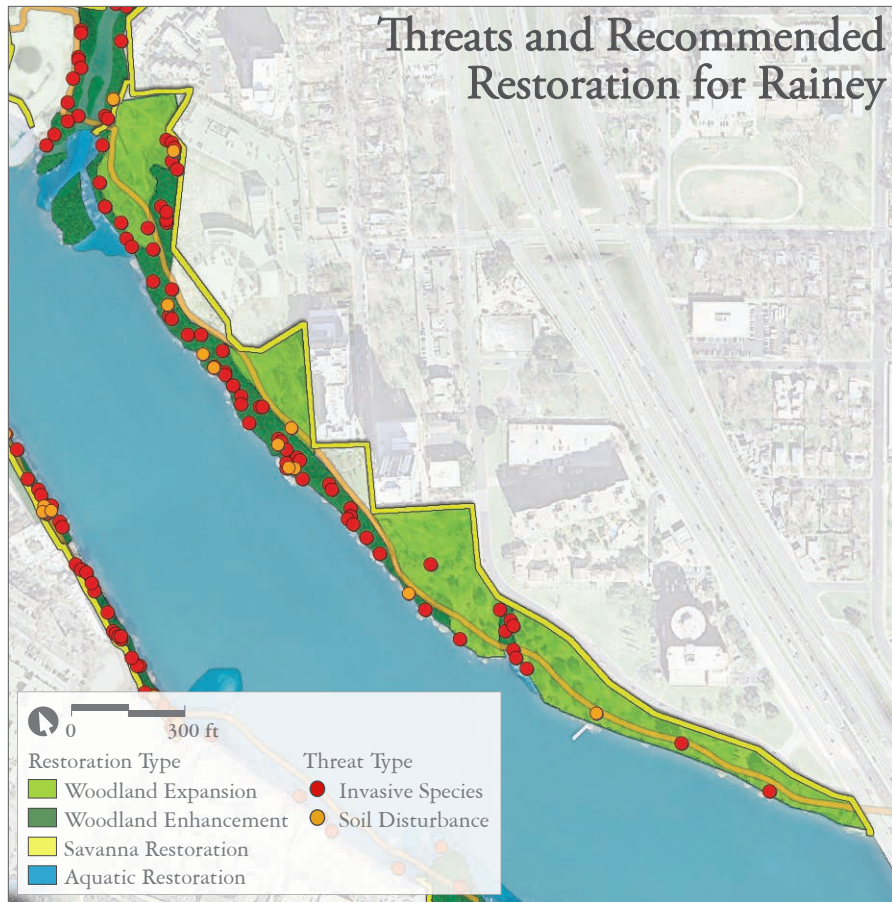 Threats and Recommended
Restoration for Rainey
0
300 ft
Restoration Type
Woodland Expansion
Woodland Enhancement
Savanna Restoration
Aquatic Restoration
Threat Type
Invasive Species
Soil Disturbance